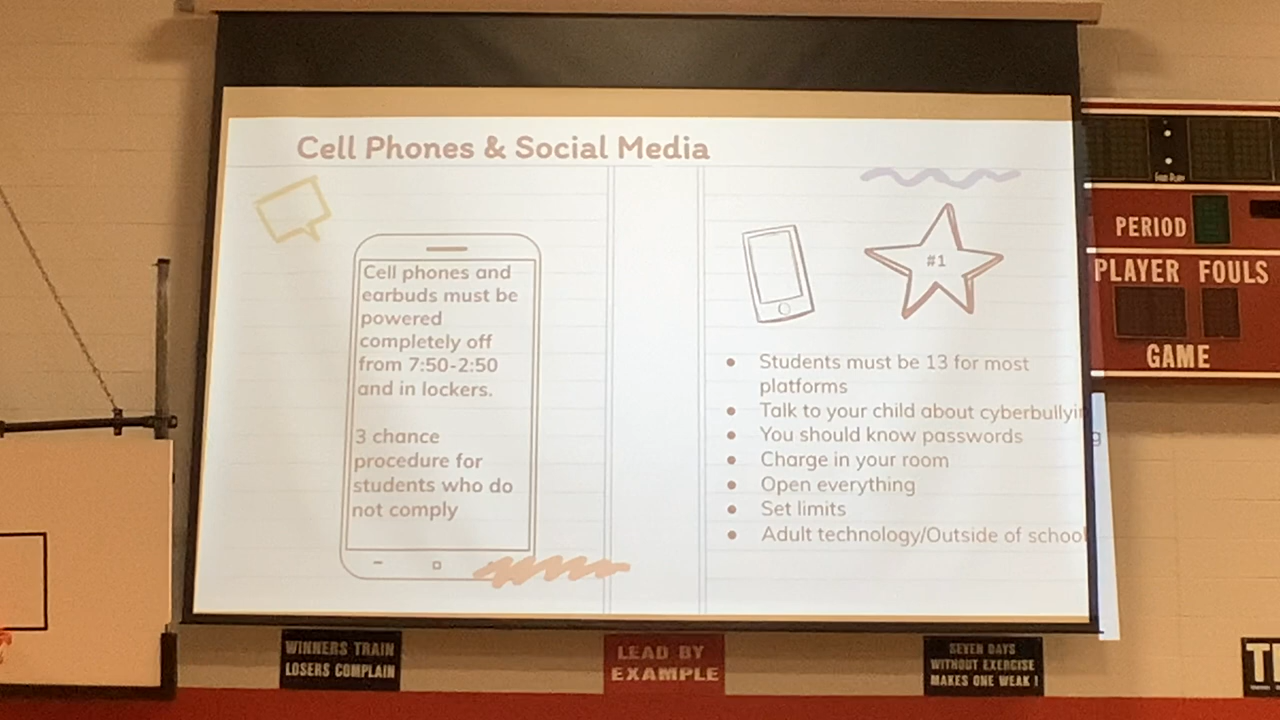 Cell Phones & Social Media
Cell phones and
earbuds must be
powered
completely off
from 7:50-2:50
and in lockers.
3 chance
procedure for
students who do
not comply
#1
• Students must be 13 for most
platforms
• Talk to your child about cyberbullying
• You should know passwords
• Charge in your room
• Open everything
• Set limits
• Adult technology/Outside of school
PERIOD
PLAYER FOULS
GAME
WINNERS TRAIN
LOSERS COMPLAIN
LEAD BY
EXAMPLE
SEVEN DAYS
WITHOUT EXERCISE
MAKES ONE WEAK !